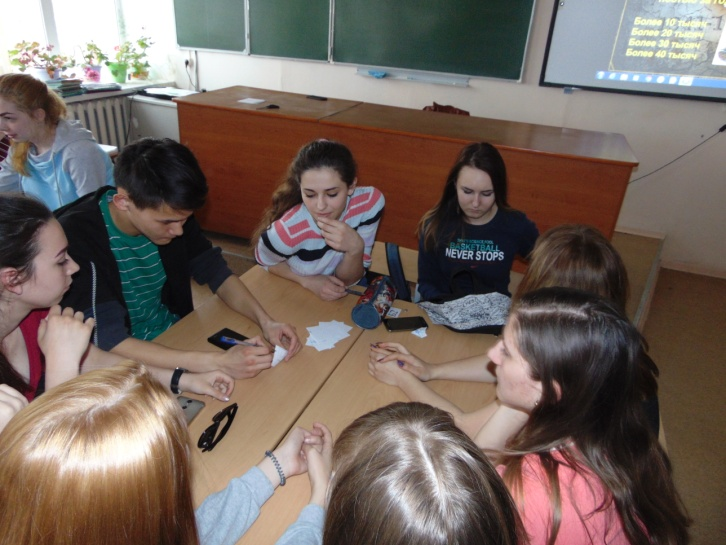 Более 10 тысяч
Более 20 тысяч
Более 30 тысяч
Более 40 тысяч
BASKETBALL
NEVER STOPS